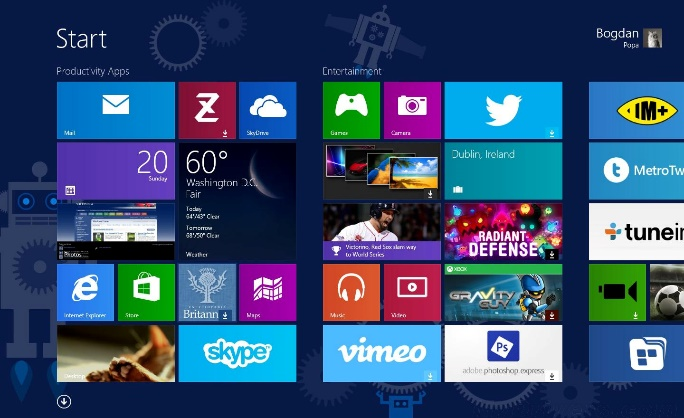 Start
Bogdan
Popa
Productivity Apps
Entertainment
Mail
SkyDrive
Games
Camera
IM+
20
Sunday
60°
Washington D.C.
Fair
Today
64°/43° Clear
Tomorrow
68°/50° Clear
Weather
Dublin, Ireland
MetroTw
Photos
Victorino, Red Sox slam way
to World Series
RADIANT
DEFENSE
tunein
Internet Explorer
Store
Britann
Maps
Music
Video
XBOX
GRAVITY
GUY
skype
vimeo
Ps
adobe photoshop express